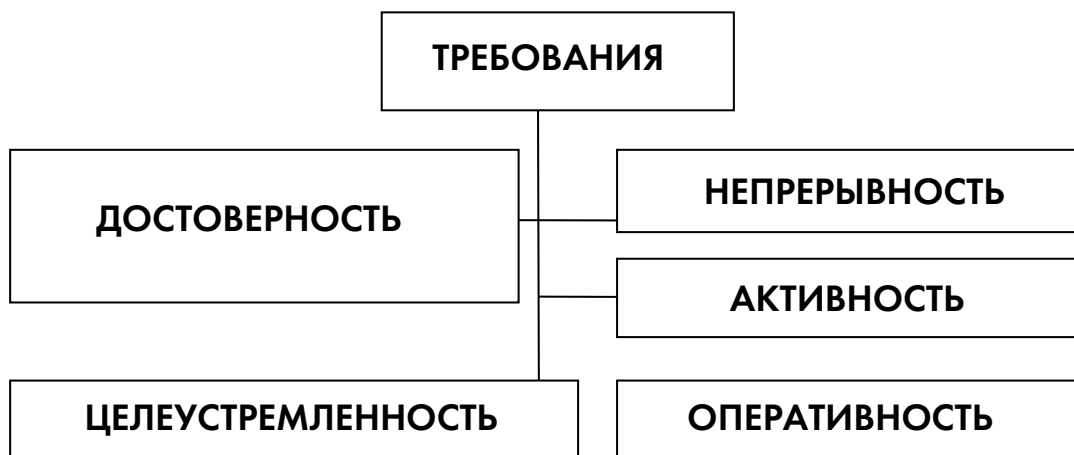 ТРЕБОВАНИЯ
ДОСТОВЕРНОСТЬ
НЕПРЕРЫВНОСТЬ
АКТИВНОСТЬ
ЦЕЛЕУСТРЕМЛЕННОСТЬ
ОПЕРАТИВНОСТЬ